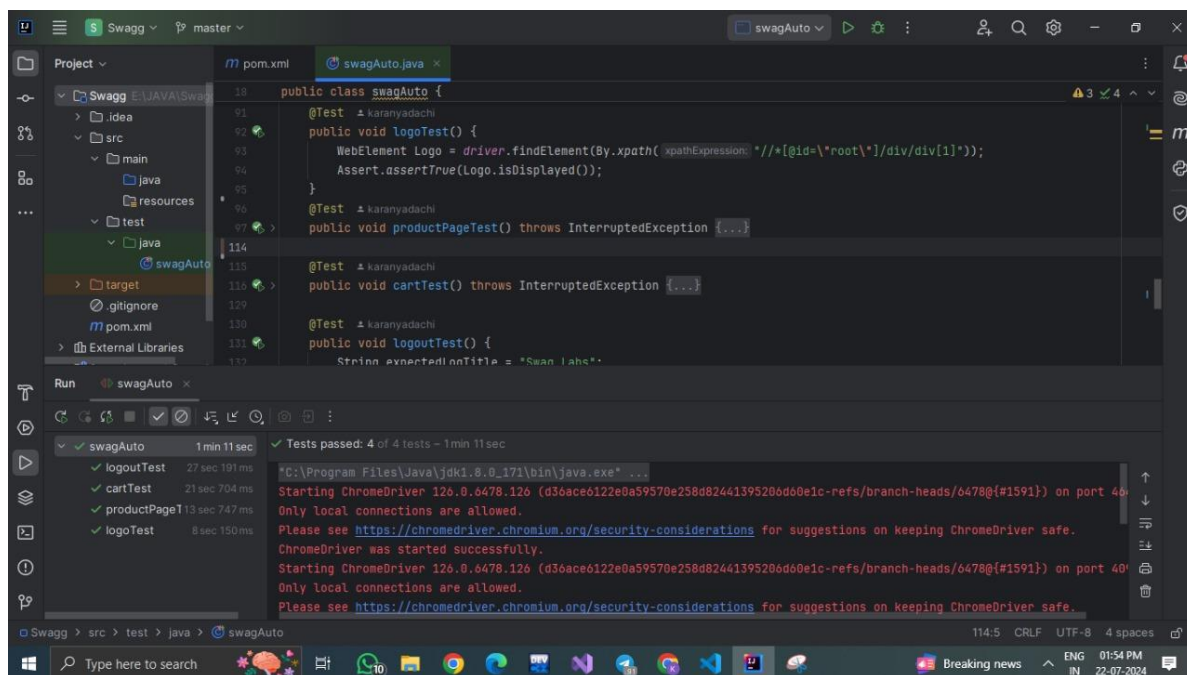 S Swagg master swagAuto
Project
pom.xml swagAuto.java
Swagg E:\JAVA\Swagg
.idea
src
main
java
resources
test
java
swagAuto
target
.gitignore
pom.xml
External Libraries
18 public class swagAuto { 3 4
91 @Test karanyadachi
92 public void logoTest() {
93 WebElement Logo = driver.findElement(By.xpath( xpathExpression: "//*[@id=\"root\"]/div/div[1]"));
94 Assert.assertTrue(Logo.isDisplayed());
95 }
96 @Test karanyadachi
97 public void productPageTest() throws InterruptedException {...}
114
115 @Test karanyadachi
116 public void cartTest() throws InterruptedException {...}
129
130 @Test karanyadachi
131 public void logoutTest() {
132 String expectedLogTitle = "Swag Labs";
Run swagAuto
swagAuto 1 min 11 sec
logoutTest 27 sec 191 ms
cartTest 21 sec 704 ms
productPageT 13 sec 747 ms
logoTest 8 sec 150 ms
Tests passed: 4 of 4 tests – 1 min 11 sec
"C:\Program Files\Java\jdk1.8.0_171\bin\java.exe" ...
Starting ChromeDriver 126.0.6478.126 (d36ace6122e0a59570e258d82441395206d60e1c-refs/branch-heads/6478@{#1591}) on port 46
Only local connections are allowed.
Please see https://chromedriver.chromium.org/security-considerations for suggestions on keeping ChromeDriver safe.
ChromeDriver was started successfully.
Starting ChromeDriver 126.0.6478.126 (d36ace6122e0a59570e258d82441395206d60e1c-refs/branch-heads/6478@{#1591}) on port 40
Only local connections are allowed.
Please see https://chromedriver.chromium.org/security-considerations for suggestions on keeping ChromeDriver safe.
Swagg > src > test > java > swagAuto 114:5 CRLF UTF-8 4 spaces
Type here to search 10 DEV 91 Breaking news ENG 01:54 PM
IN 22-07-2024